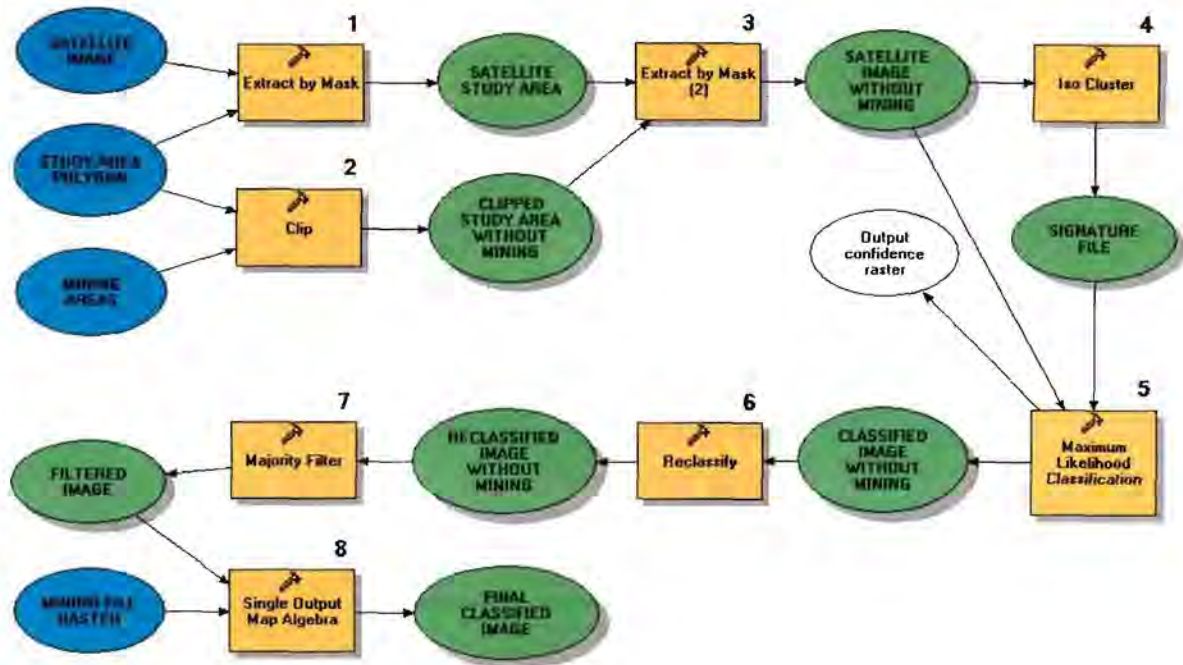 1
3
4
SATELLITE
IMAGE
Extract by Mask
SATELLITE
STUDY AREA
Extract by Mask
(2)
SATELLITE
IMAGE
WITHOUT
MINING
Iso Cluster
STUDY AREA
POLYGON
2
Clip
CLIPPED
STUDY AREA
WITHOUT
MINING
Output
confidence
raster
SIGNATURE
FILE
MINING
AREAS
7
6
5
FILTERED
IMAGE
Majority Filter
RECLASSIFIED
IMAGE
WITHOUT
MINING
Reclassify
CLASSIFIED
IMAGE
WITHOUT
MINING
Maximum
Likelihood
Classification
8
MINING FILE
RASTER
Single Output
Map Algebra
FINAL
CLASSIFIED
IMAGE